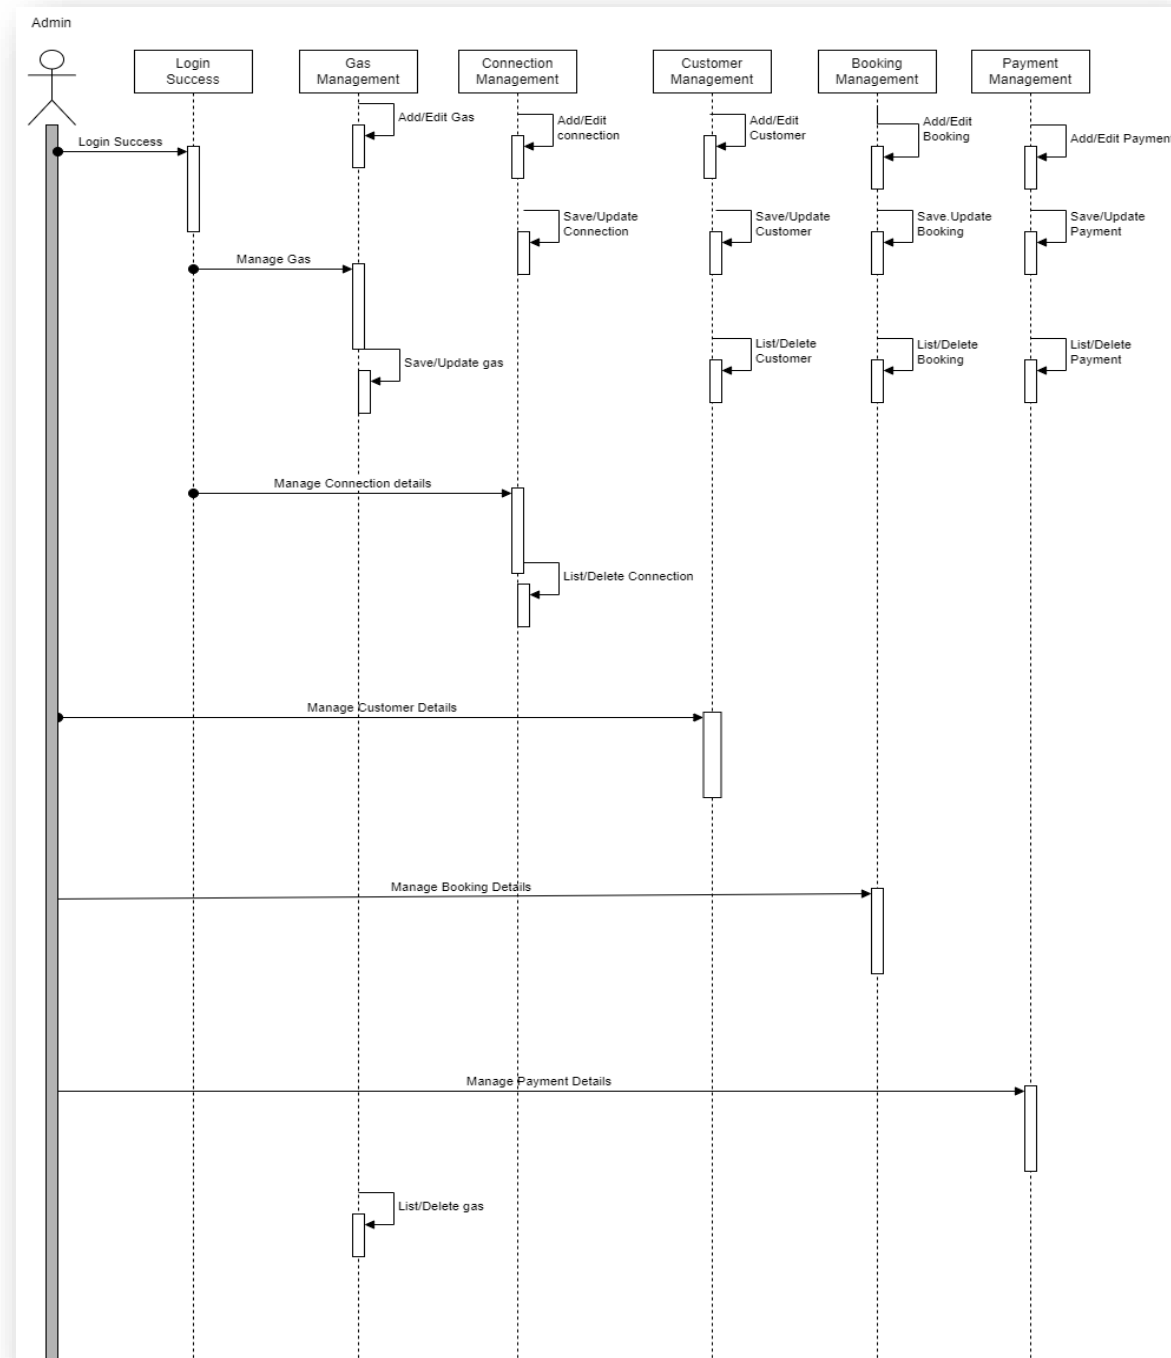 Admin
Login
Success
Gas
Management
Connection
Management
Customer
Management
Booking
Management
Payment
Management
Add/Edit Gas
Add/Edit
connection
Add/Edit
Customer
Add/Edit
Booking
Add/Edit Payment
Login Success
Save/Update
Connection
Save/Update
Customer
Save.Update
Booking
Save/Update
Payment
Manage Gas
List/Delete
Customer
List/Delete
Booking
List/Delete
Payment
Save/Update gas
Manage Connection details
List/Delete Connection
Manage Customer Details
Manage Booking Details
Manage Payment Details
List/Delete gas